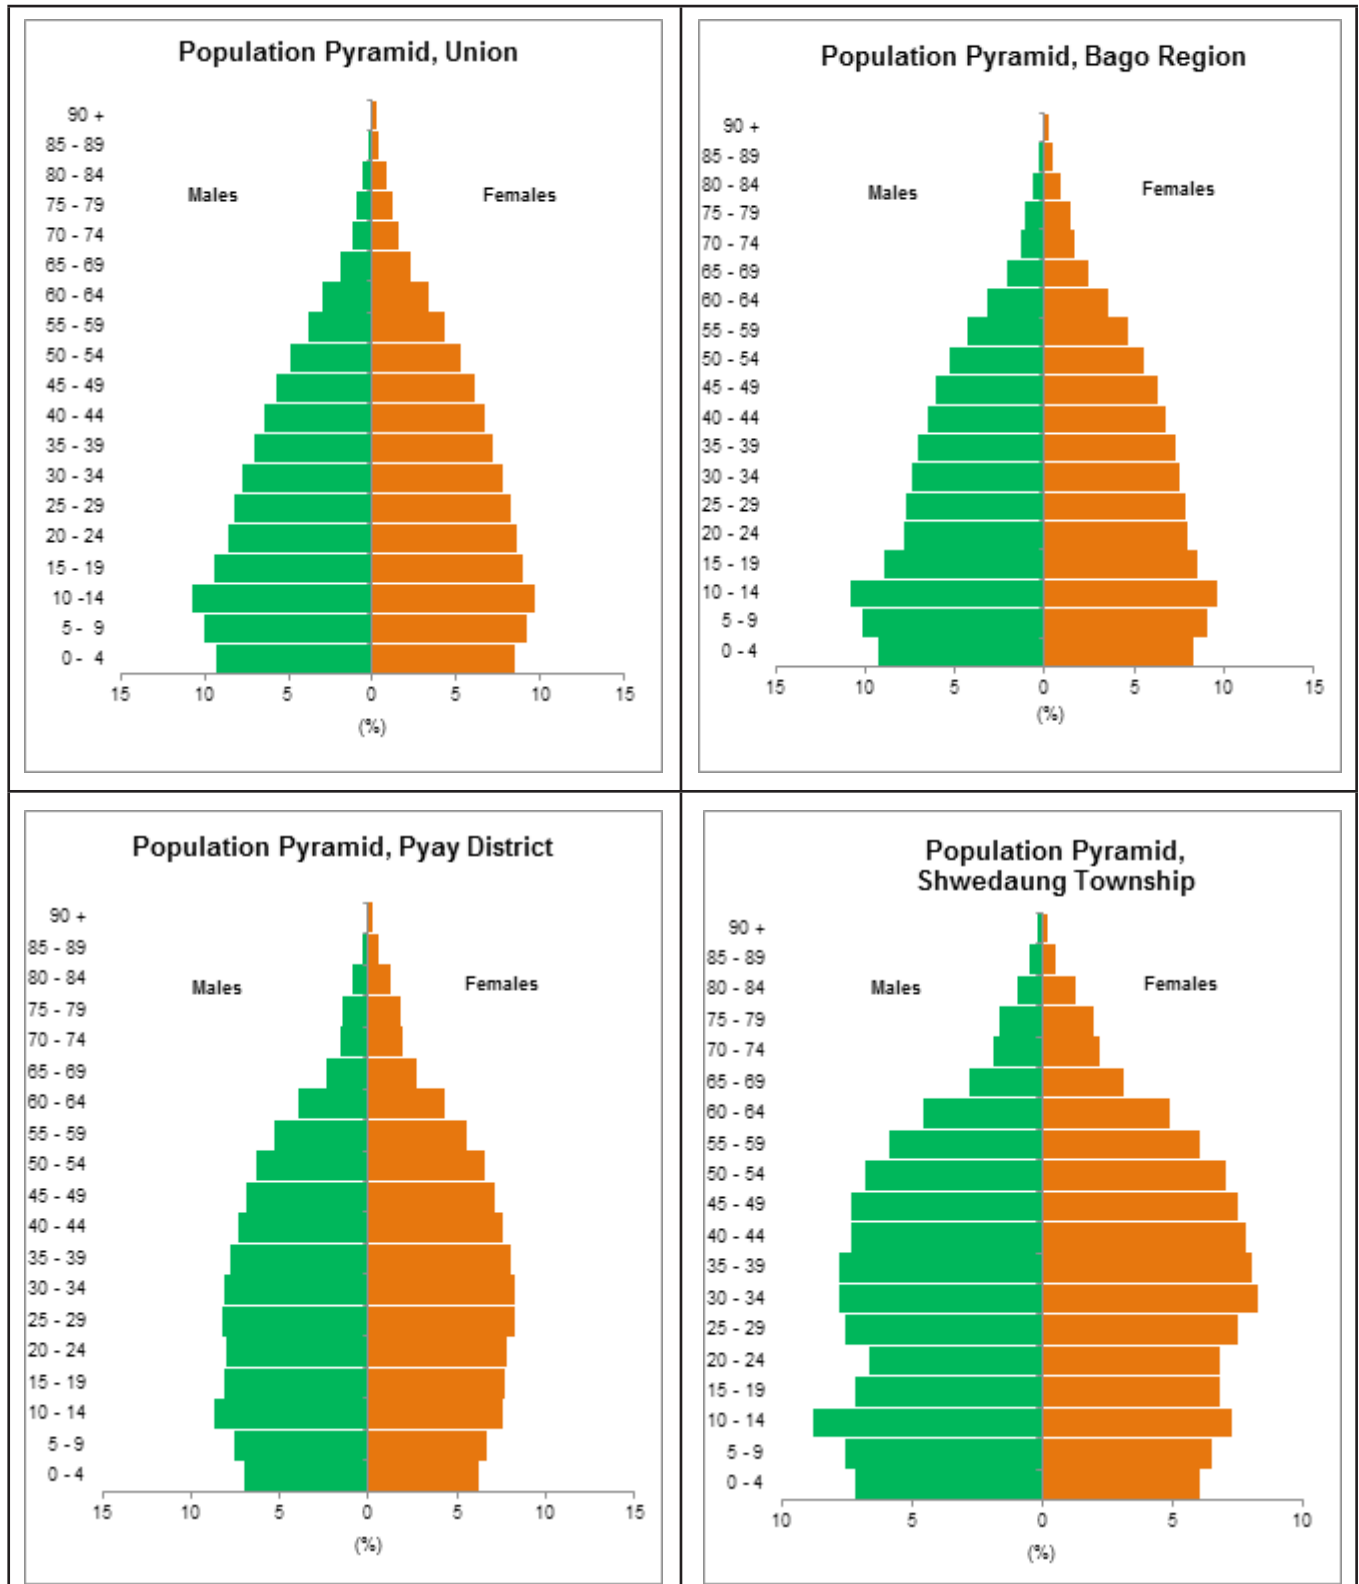 Population Pyramid, Union
90 +
85 - 89
80 - 84
75 - 79
70 - 74
65 - 69
60 - 64
55 - 59
50 - 54
45 - 49
40 - 44
35 - 39
30 - 34
25 - 29
20 - 24
15 - 19
10 -14
5 - 9
0 - 4
Males
Females
15 10 5 0 5 10 15
(%)
Population Pyramid, Bago Region
90 +
85 - 89
80 - 84
75 - 79
70 - 74
65 - 69
60 - 64
55 - 59
50 - 54
45 - 49
40 - 44
35 - 39
30 - 34
25 - 29
20 - 24
15 - 19
10 - 14
5 - 9
0 - 4
Males
Females
15 10 5 0 5 10 15
(%)
Population Pyramid, Pyay District
90 +
85 - 89
80 - 84
75 - 79
70 - 74
65 - 69
60 - 64
55 - 59
50 - 54
45 - 49
40 - 44
35 - 39
30 - 34
25 - 29
20 - 24
15 - 19
10 - 14
5 - 9
0 - 4
Males
Females
15 10 5 0 5 10 15
(%)
Population Pyramid,
Shwedaung Township
90 +
85 - 89
80 - 84
75 - 79
70 - 74
65 - 69
60 - 64
55 - 59
50 - 54
45 - 49
40 - 44
35 - 39
30 - 34
25 - 29
20 - 24
15 - 19
10 - 14
5 - 9
0 - 4
Males
Females
10 5 0 5 10
(%)